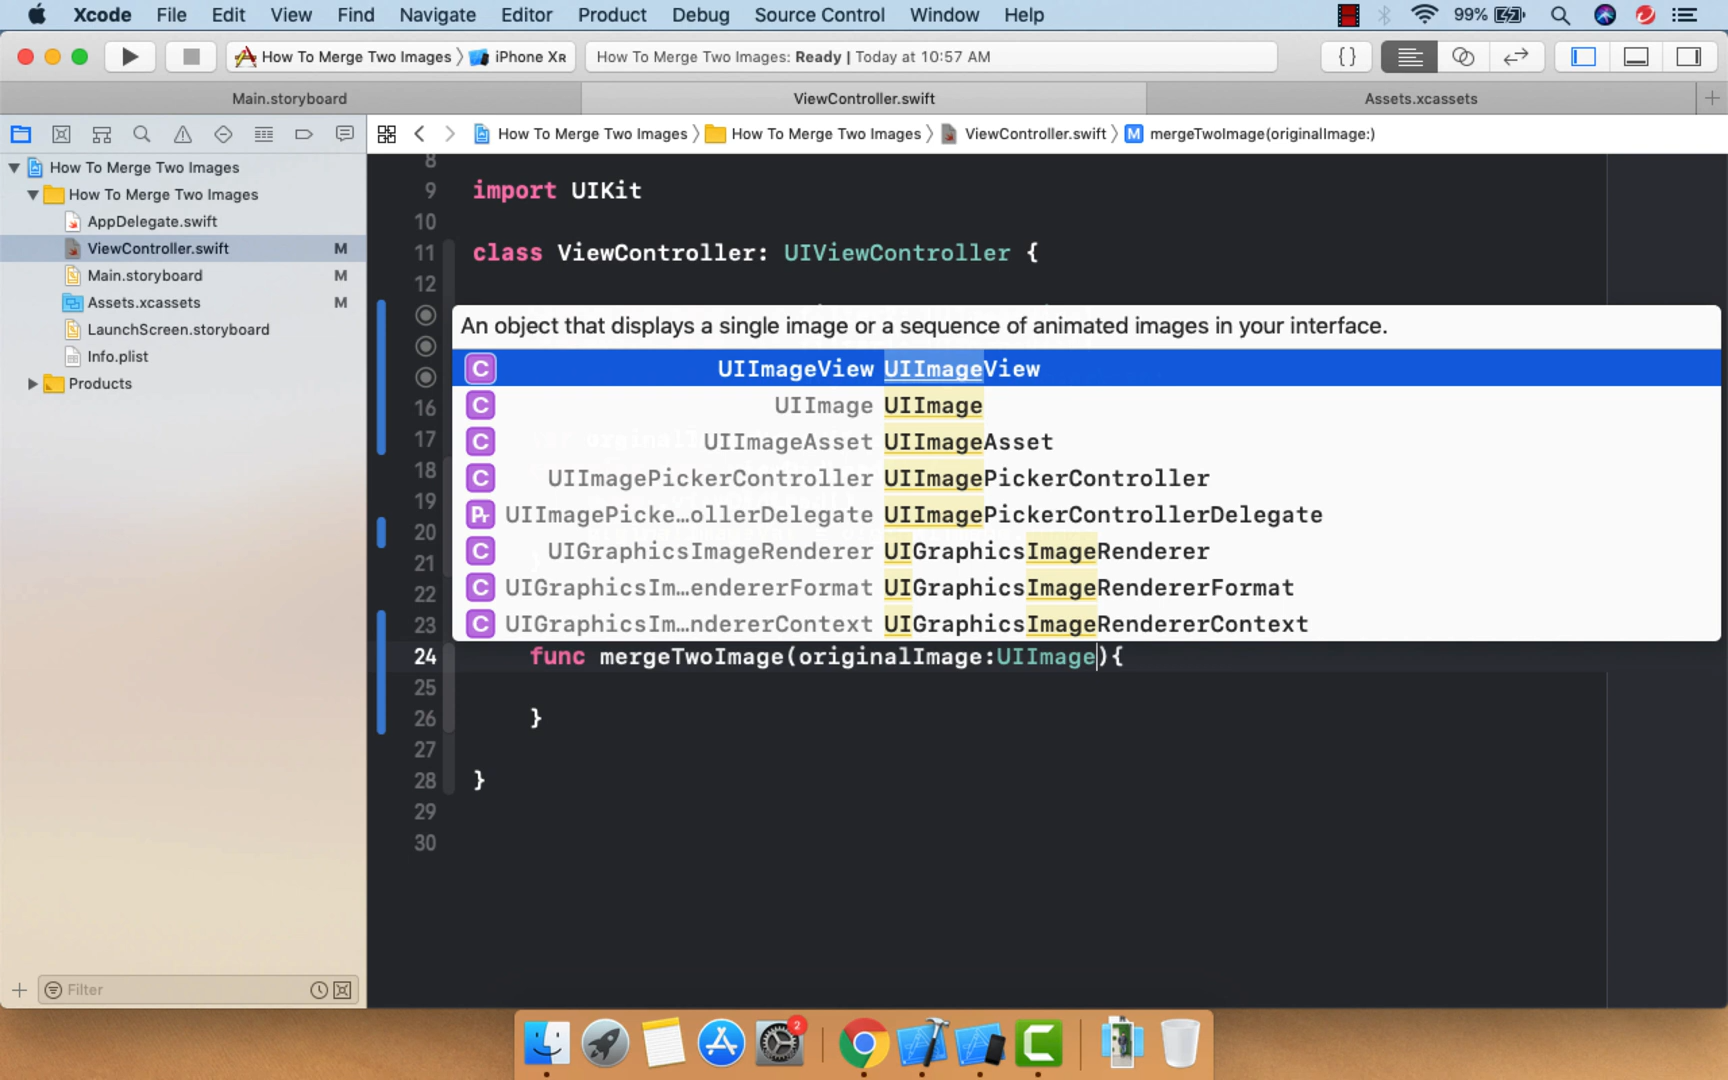 Xcode File Edit View Find Navigate Editor Product Debug Source Control Window Help 99%
How To Merge Two Images iPhone XR How To Merge Two Images: Ready | Today at 10:57 AM { }
Main.storyboard ViewController.swift Assets.xcassets
How To Merge Two Images How To Merge Two Images ViewController.swift M mergeTwoImage(originalImage:)
How To Merge Two Images
How To Merge Two Images
AppDelegate.swift
ViewController.swift M
Main.storyboard M
Assets.xcassets M
LaunchScreen.storyboard
Info.plist
Products
Filter
8
9 import UIKit
10
11 class ViewController: UIViewController {
12
An object that displays a single image or a sequence of animated images in your interface.
C UIImageView UIImageView
C UIImage UIImage
C UIImageAsset UIImageAsset
C UIImagePickerController UIImagePickerController
Pr UIImagePicke…ollerDelegate UIImagePickerControllerDelegate
C UIGraphicsImageRenderer UIGraphicsImageRenderer
C UIGraphicsIm…endererFormat UIGraphicsImageRendererFormat
C UIGraphicsIm…ndererContext UIGraphicsImageRendererContext
16
17
18
19
20
21
22
23
24 func mergeTwoImage(originalImage:UIImage){
25
26 }
27
28 }
29
30
2